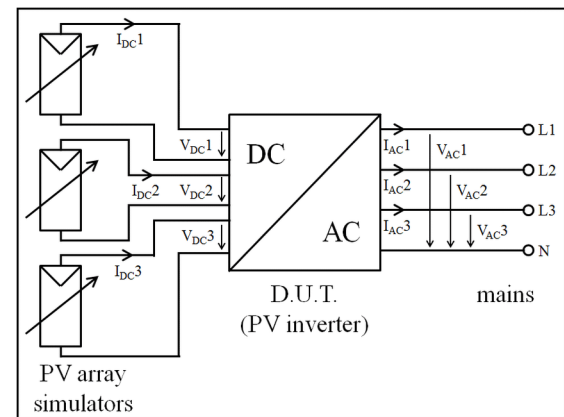 I_DC1
V_DC1
I_DC2
V_DC2
I_DC3
V_DC3
PV array
simulators
DC
AC
D.U.T.
(PV inverter)
I_AC1
I_AC2
I_AC3
V_AC1
V_AC2
V_AC3
L1
L2
L3
N
mains